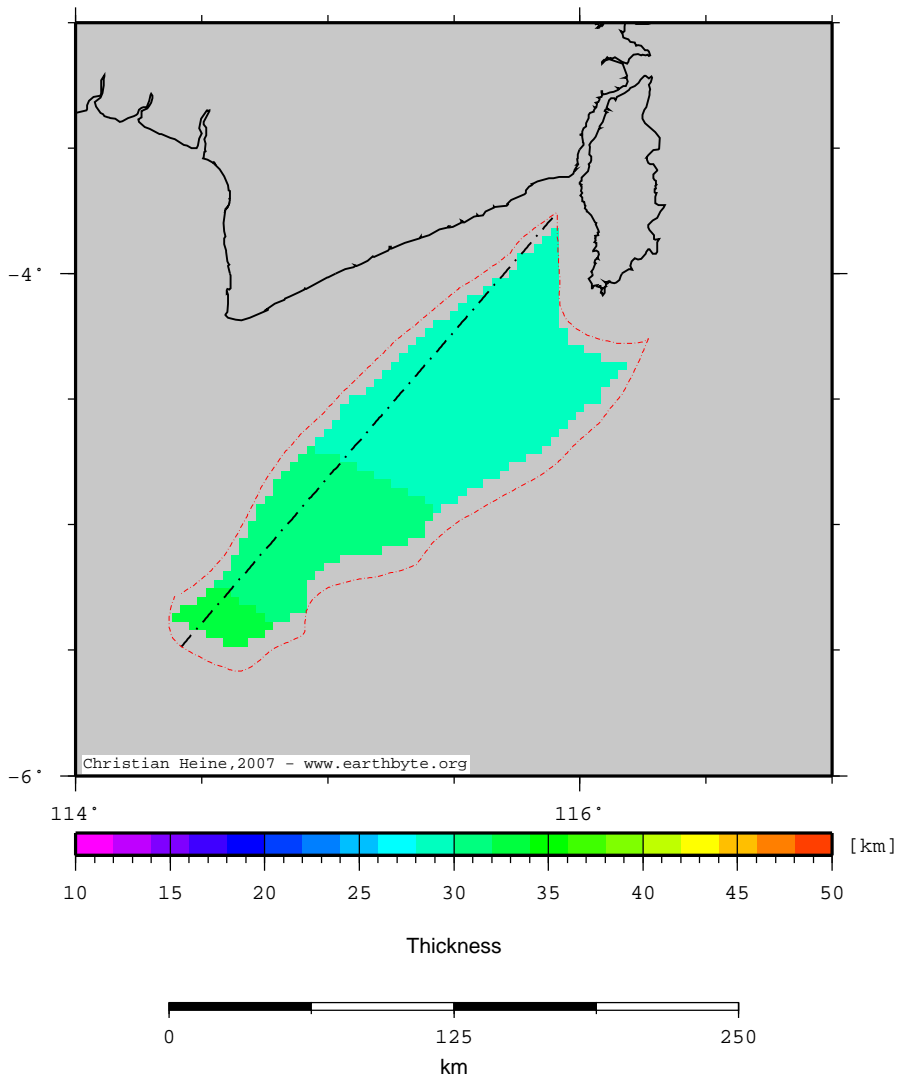 −4°
−6°
Christian Heine,2007 − www.earthbyte.org
114° 116°
[km]
10 15 20 25 30 35 40 45 50
Thickness
0 125 250
km